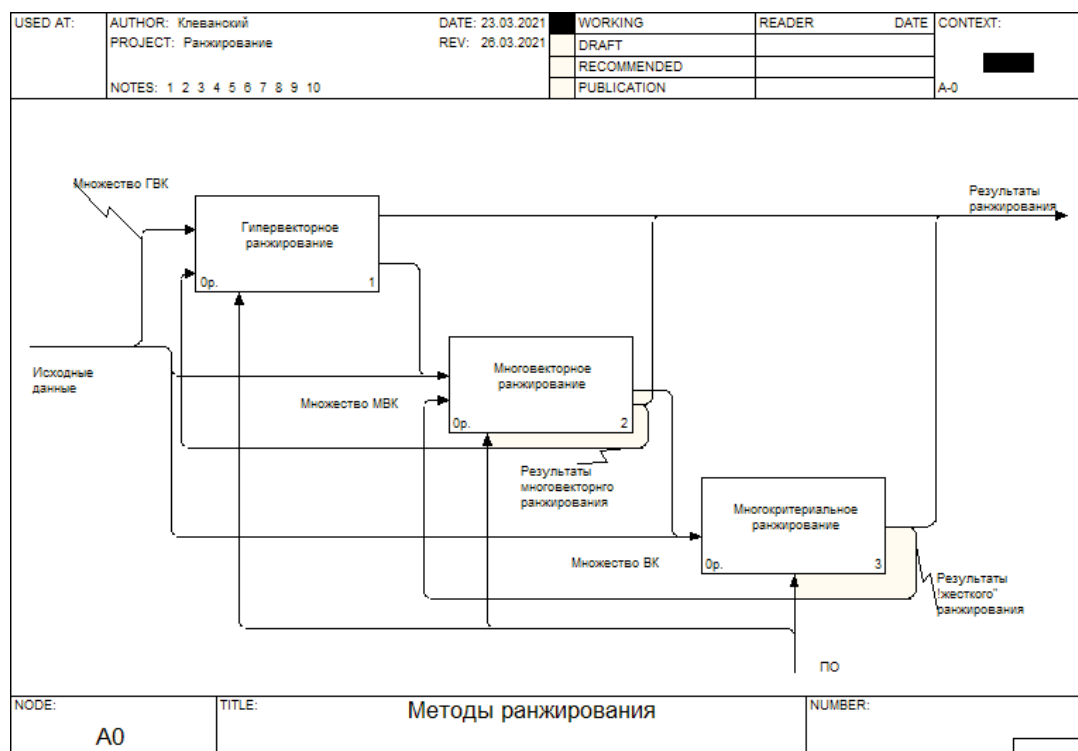 USED AT:
AUTHOR: Клеванский
DATE: 23.03.2021
PROJECT: Ранжирование
REV: 26.03.2021
NOTES: 1 2 3 4 5 6 7 8 9 10
WORKING
DRAFT
RECOMMENDED
PUBLICATION
READER
DATE
CONTEXT:
A-0
Множество ГВК
Гипервекторное
ранжирование
0р.
1
Результаты
ранжирования
Исходные
данные
Множество МВК
Многовекторное
ранжирование
0р.
2
Результаты
многовекторнго
ранжирования
Многокритериальное
ранжирование
0р.
3
Множество ВК
Результаты
!жесткого"
ранжирования
ПО
NODE:
A0
TITLE:
Методы ранжирования
NUMBER: